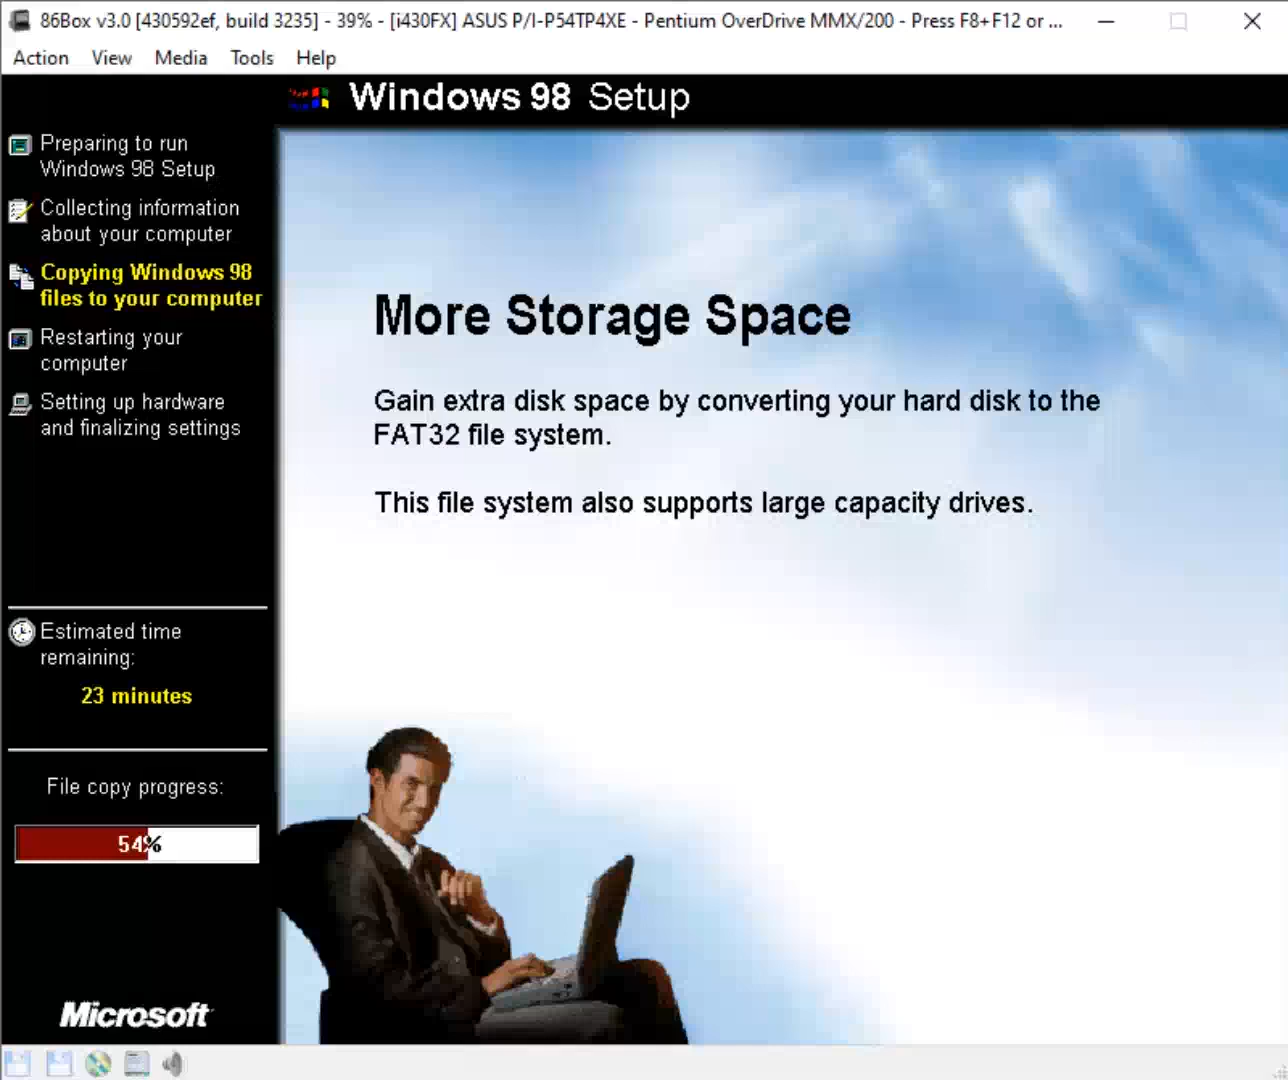 86Box v3.0 [430592ef, build 3235] - 39% - [i430FX] ASUS P/I-P54TP4XE - Pentium OverDrive MMX/200 - Press F8+F12 or ...
Action View Media Tools Help
Windows 98 Setup
Preparing to run
Windows 98 Setup
Collecting information
about your computer
Copying Windows 98
files to your computer
Restarting your
computer
Setting up hardware
and finalizing settings
More Storage Space
Gain extra disk space by converting your hard disk to the
FAT32 file system.
This file system also supports large capacity drives.
Estimated time
remaining:
23 minutes
File copy progress:
54%
Microsoft